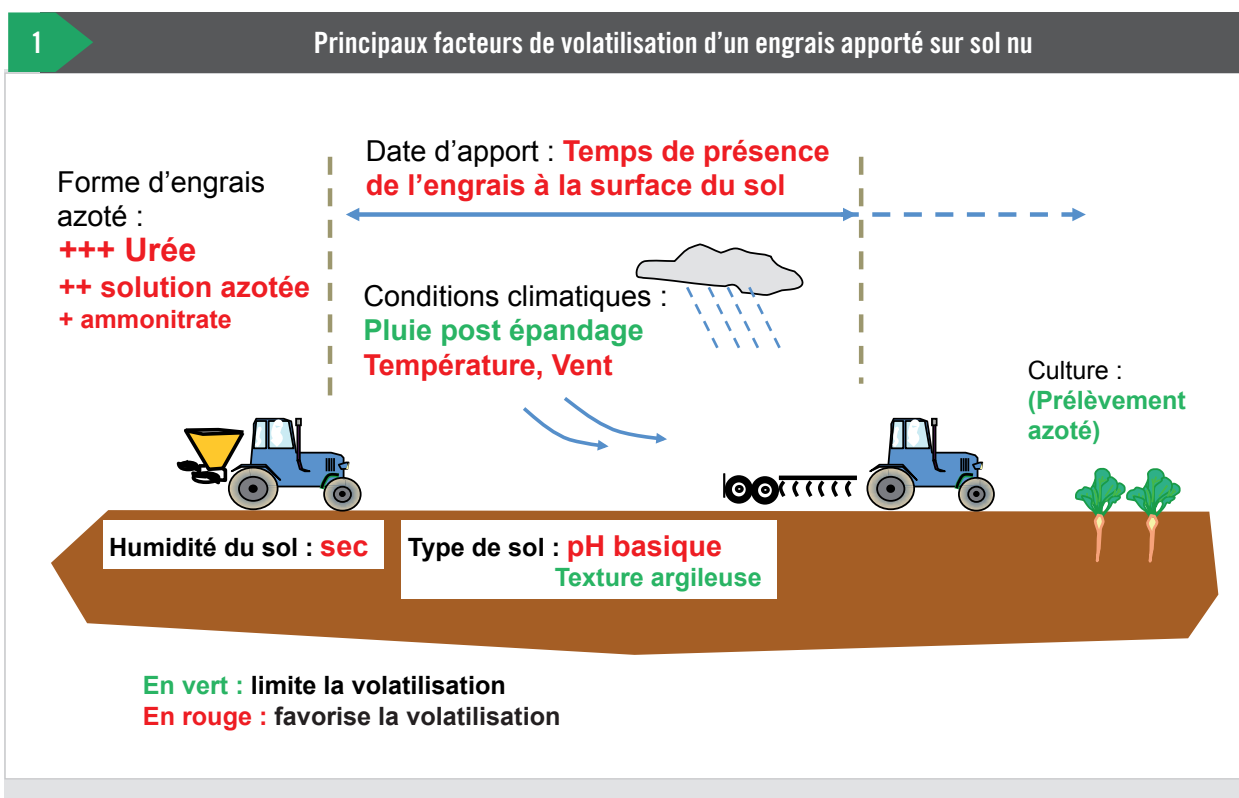 1
Principaux facteurs de volatilisation d'un engrais apporté sur sol nu
Forme d'engrais
azoté :
+++ Urée
++ solution azotée
+ ammonitrate
Date d'apport : Temps de présence
de l'engrais à la surface du sol
Conditions climatiques :
Pluie post épandage
Température, Vent
Culture :
(Prélèvement
azoté)
Humidité du sol : sec
Type de sol : pH basique
Texture argileuse
En vert : limite la volatilisation
En rouge : favorise la volatilisation